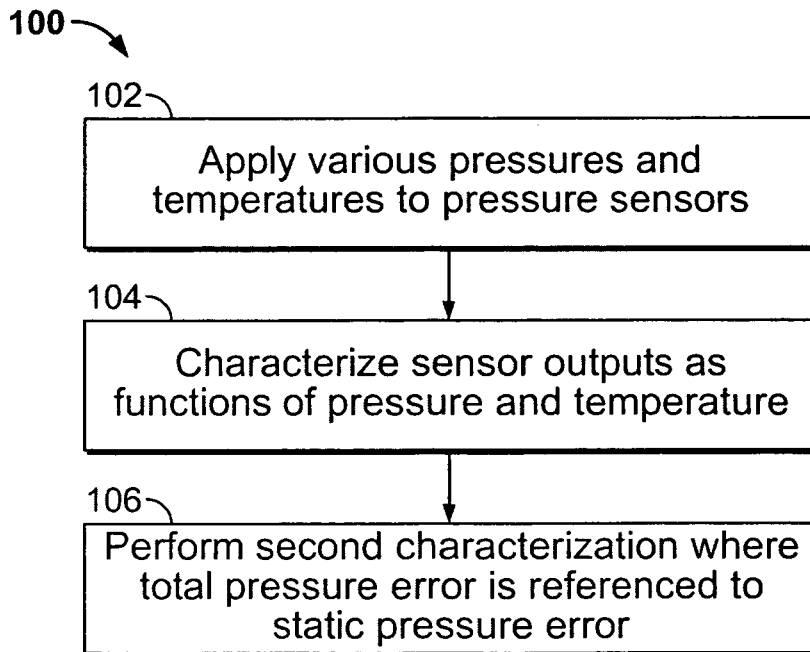 100
102
Apply various pressures and
temperatures to pressure sensors
104
Characterize sensor outputs as
functions of pressure and temperature
106
Perform second characterization where
total pressure error is referenced to
static pressure error